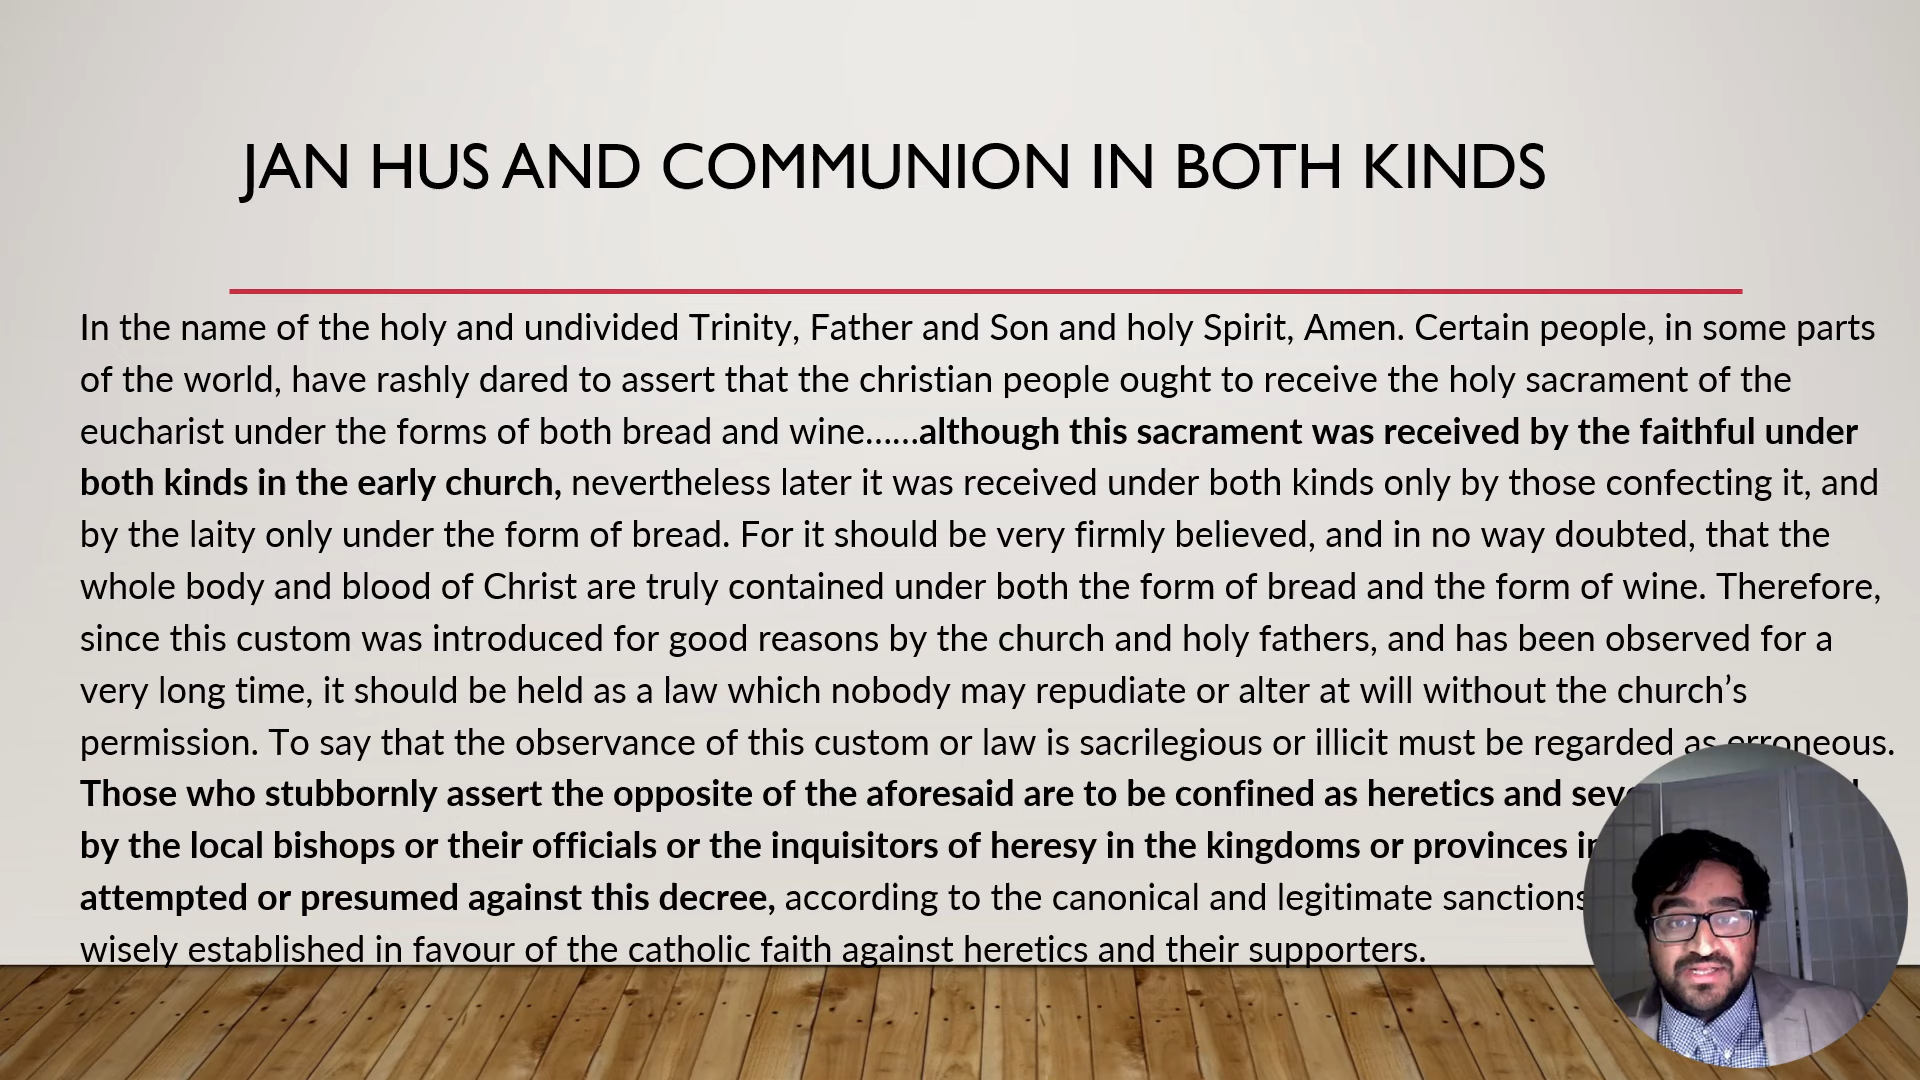 JAN HUS AND COMMUNION IN BOTH KINDS
In the name of the holy and undivided Trinity, Father and Son and holy Spirit, Amen. Certain people, in some parts
of the world, have rashly dared to assert that the christian people ought to receive the holy sacrament of the
eucharist under the forms of both bread and wine......although this sacrament was received by the faithful under
both kinds in the early church, nevertheless later it was received under both kinds only by those confecting it, and
by the laity only under the form of bread. For it should be very firmly believed, and in no way doubted, that the
whole body and blood of Christ are truly contained under both the form of bread and the form of wine. Therefore,
since this custom was introduced for good reasons by the church and holy fathers, and has been observed for a
very long time, it should be held as a law which nobody may repudiate or alter at will without the church’s
permission. To say that the observance of this custom or law is sacrilegious or illicit must be regarded as erroneous.
Those who stubbornly assert the opposite of the aforesaid are to be confined as heretics and
by the local bishops or their officials or the inquisitors of heresy in the kingdoms or provinces
attempted or presumed against this decree, according to the canonical and legitimate sanctions
wisely established in favour of the catholic faith against heretics and their supporters.